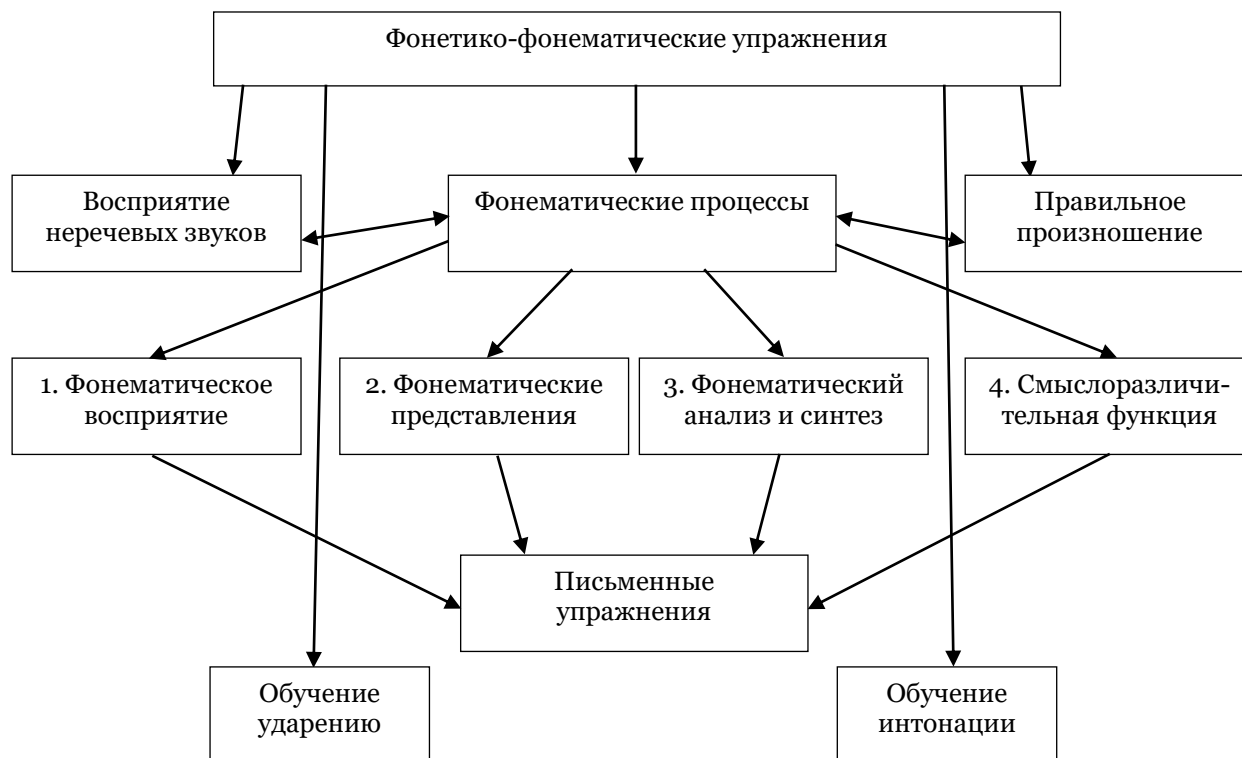 Фонетико-фонематические упражнения
Восприятие
неречевых звуков
Фонематические процессы
Правильное
произношение
1. Фонематическое
восприятие
2. Фонематические
представления
3. Фонематический
анализ и синтез
4. Смыслоразличи-
тельная функция
Письменные
упражнения
Обучение
ударению
Обучение
интонации